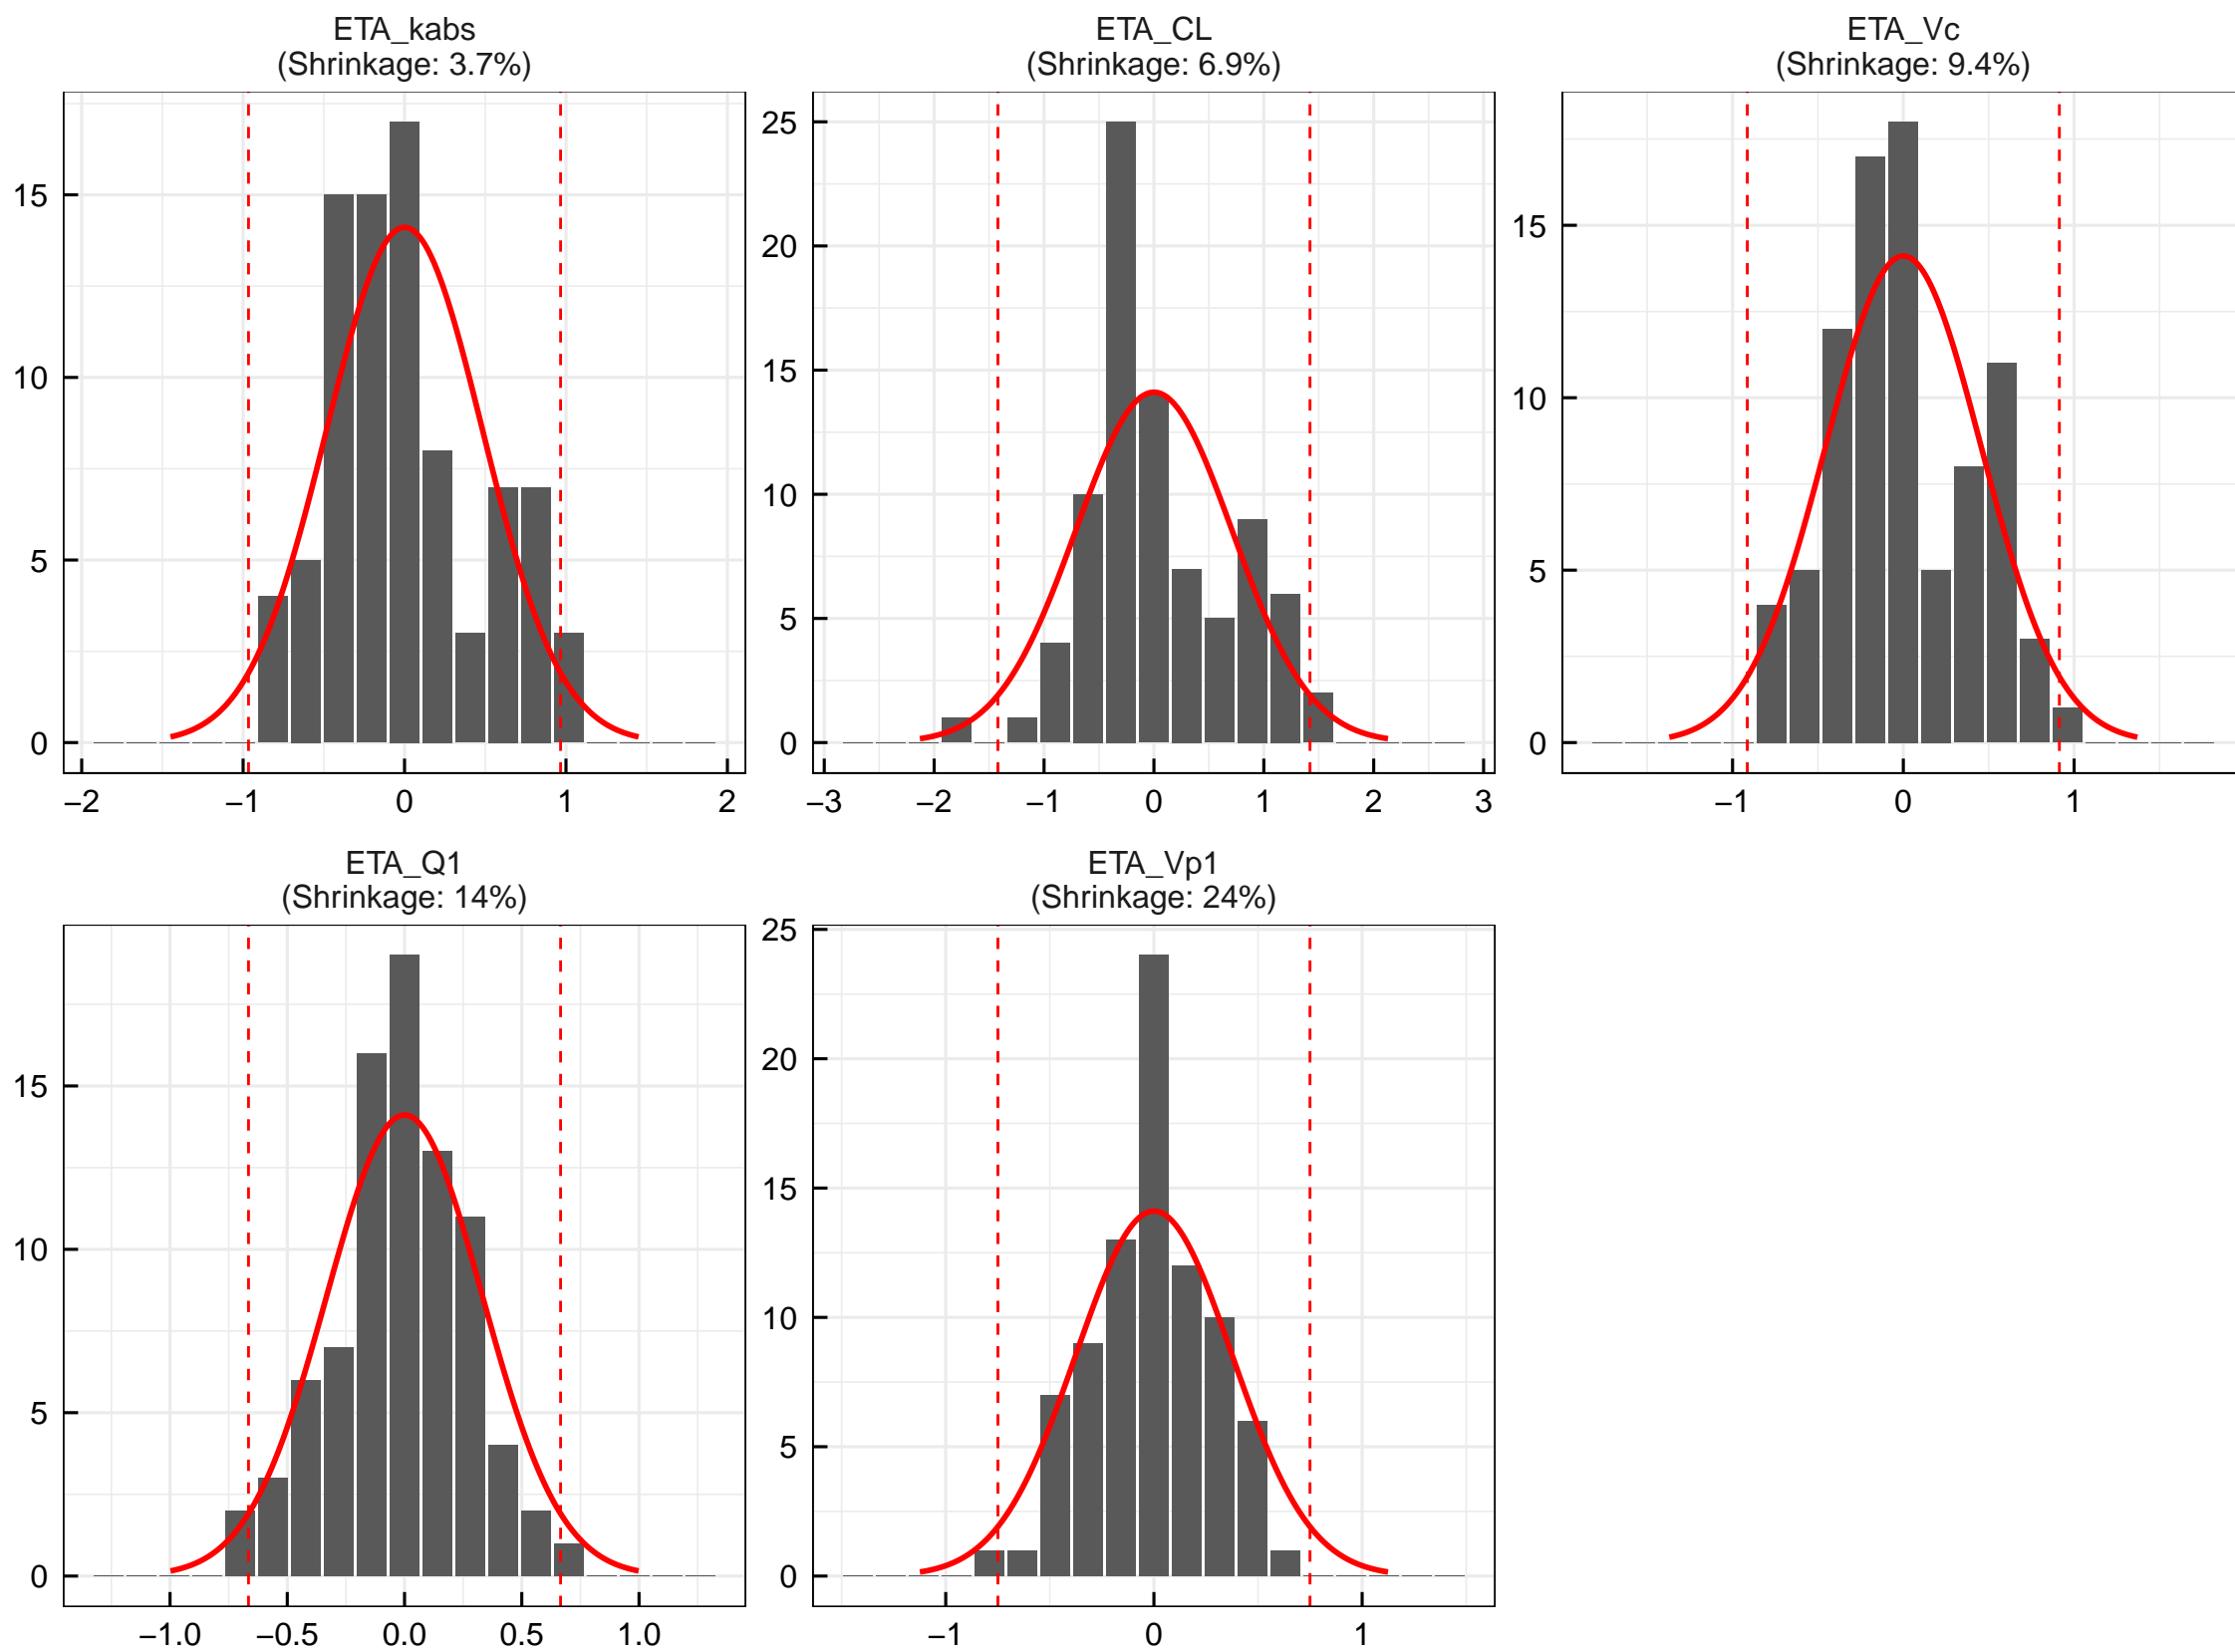 ETA_kabs
(Shrinkage: 3.7%)
ETA_CL
(Shrinkage: 6.9%)
ETA_Vc
(Shrinkage: 9.4%)
15
10
5
0
−2 −1 0 1 2
25
20
15
10
5
0
−3 −2 −1 0 1 2 3
15
10
5
0
−1 0 1
ETA_Q1
(Shrinkage: 14%)
ETA_Vp1
(Shrinkage: 24%)
15
10
5
0
−1.0 −0.5 0.0 0.5 1.0
25
20
15
10
5
0
−1 0 1